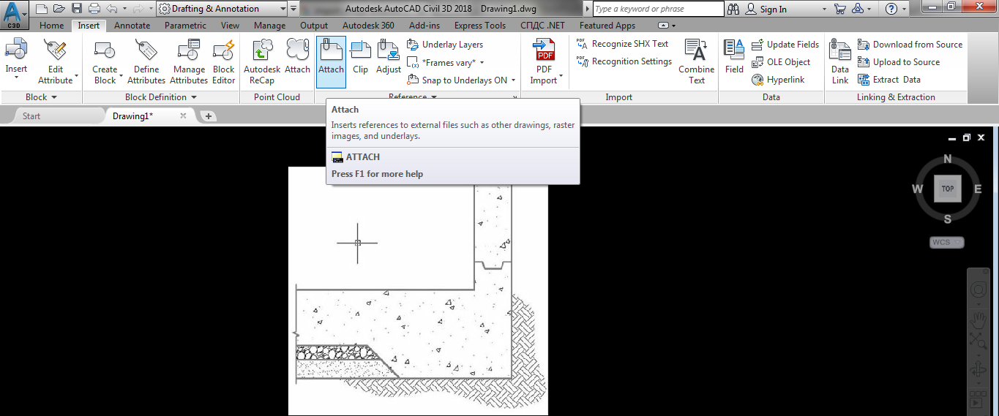 A
C3D
Drafting & Annotation
Autodesk AutoCAD Civil 3D 2018 Drawing1.dwg
Type a keyword or phrase
Sign In
Home Insert Annotate Parametric View Manage Output Autodesk 360 Add-ins Express Tools СПДС .NET Featured Apps
Insert
Edit
Attribute
Create
Block
Define
Attributes
Manage
Attributes
Block
Editor
Autodesk
ReCap
Attach
Attach
Clip
Adjust
Underlay Layers
*Frames vary*
Snap to Underlays ON
PDF
PDF
Import
PDF
Recognize SHX Text
PDF
Recognition Settings
Combine
Text
Field
Update Fields
OLE Object
Hyperlink
Data
Link
Download from Source
Upload to Source
Extract Data
Block Block Definition Point Cloud Reference Import Data Linking & Extraction
Start Drawing1*
Attach
Inserts references to external files such as other drawings, raster
images, and underlays.
ATTACH
Press F1 for more help
N
W TOP E
S
WCS